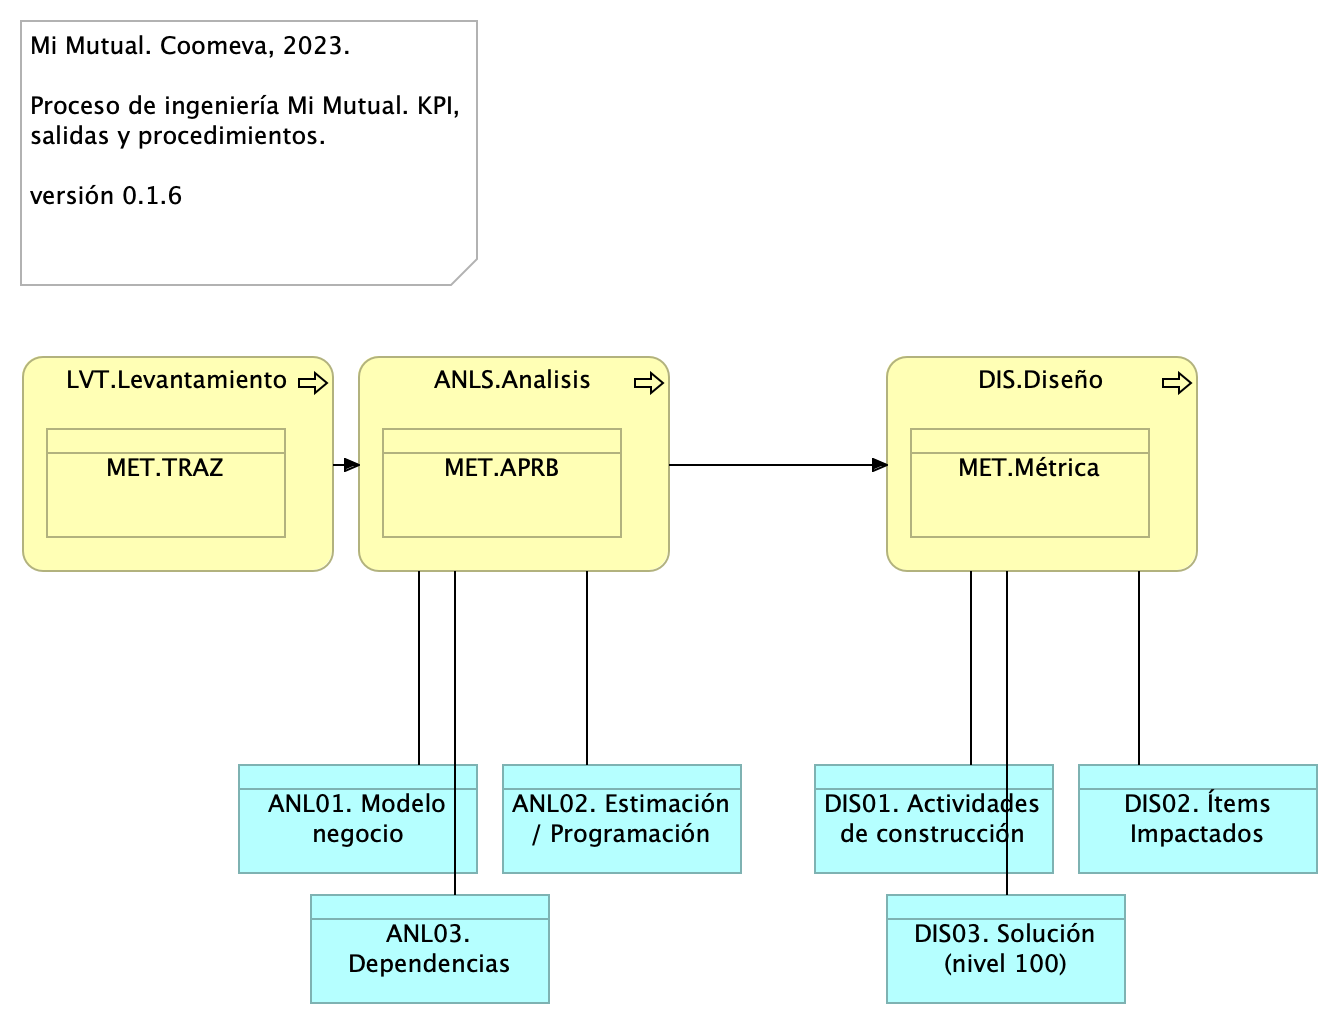 Mi Mutual. Coomeva, 2023.
Proceso de ingeniería Mi Mutual. KPI,
salidas y procedimientos.
versión 0.1.6
LVT.Levantamiento
MET.TRAZ
ANLS.Analisis
MET.APRB
DIS.Diseño
MET.Métrica
ANL01. Modelo
negocio
ANL02. Estimación
/ Programación
DIS01. Actividades
de construcción
DIS02. Ítems
Impactados
ANL03.
Dependencias
DIS03. Solución
(nivel 100)